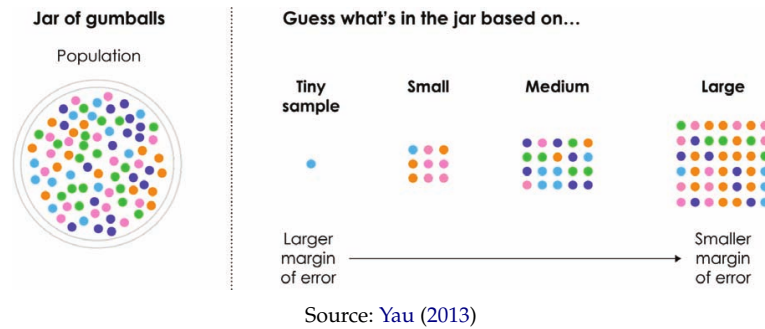 Jar of gumballs
Population
Guess what's in the jar based on…
Tiny
sample
Small
Medium
Large
Larger
margin
of error
Smaller
margin
of error
Source: Yau (2013)